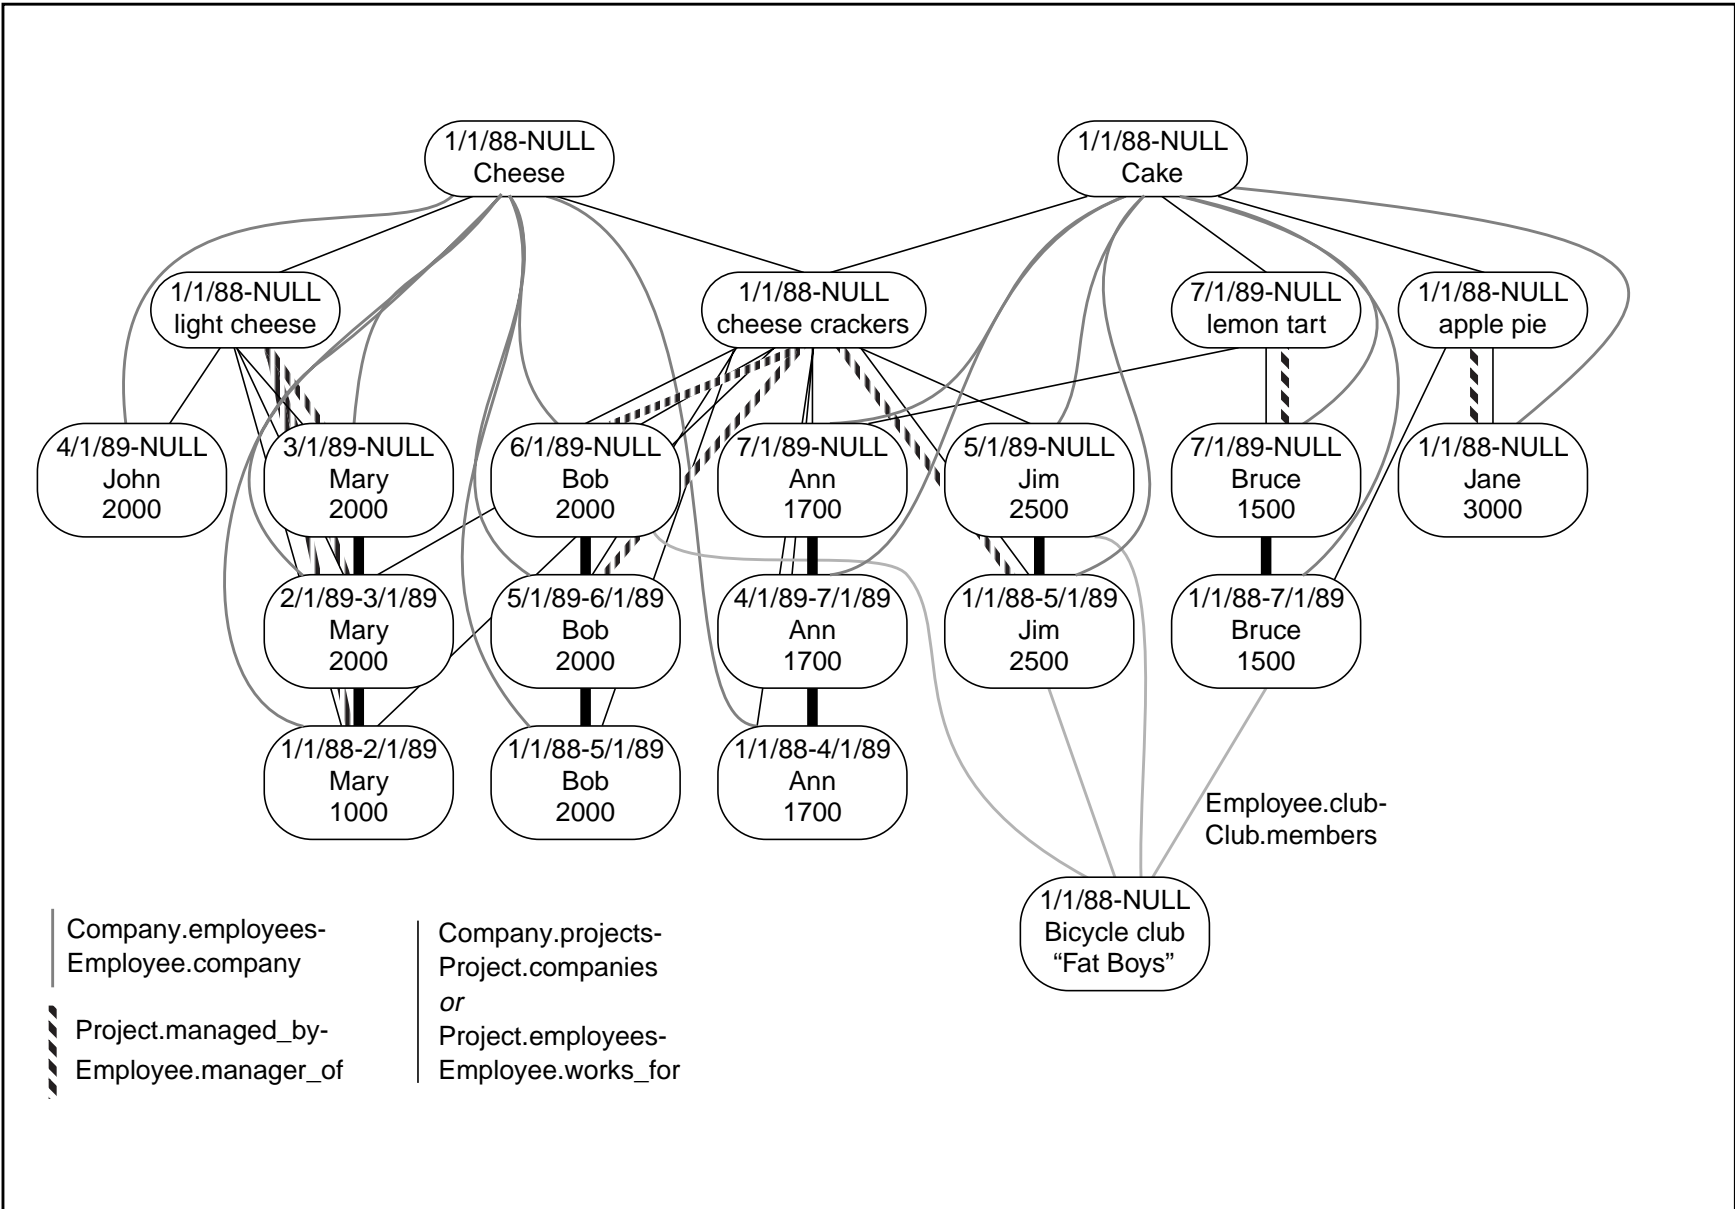 1/1/88-NULL
Cheese
1/1/88-NULL
Cake
1/1/88-NULL
light cheese
1/1/88-NULL
cheese crackers
7/1/89-NULL
lemon tart
1/1/88-NULL
apple pie
4/1/89-NULL
John
2000
3/1/89-NULL
Mary
2000
6/1/89-NULL
Bob
2000
7/1/89-NULL
Ann
1700
5/1/89-NULL
Jim
2500
7/1/89-NULL
Bruce
1500
1/1/88-NULL
Jane
3000
2/1/89-3/1/89
Mary
2000
5/1/89-6/1/89
Bob
2000
4/1/89-7/1/89
Ann
1700
1/1/88-5/1/89
Jim
2500
1/1/88-7/1/89
Bruce
1500
1/1/88-2/1/89
Mary
1000
1/1/88-5/1/89
Bob
2000
1/1/88-4/1/89
Ann
1700
Employee.club-
Club.members
1/1/88-NULL
Bicycle club
“Fat Boys”
Company.employees-
Employee.company
Project.managed_by-
Employee.manager_of
Company.projects-
Project.companies
or
Project.employees-
Employee.works_for